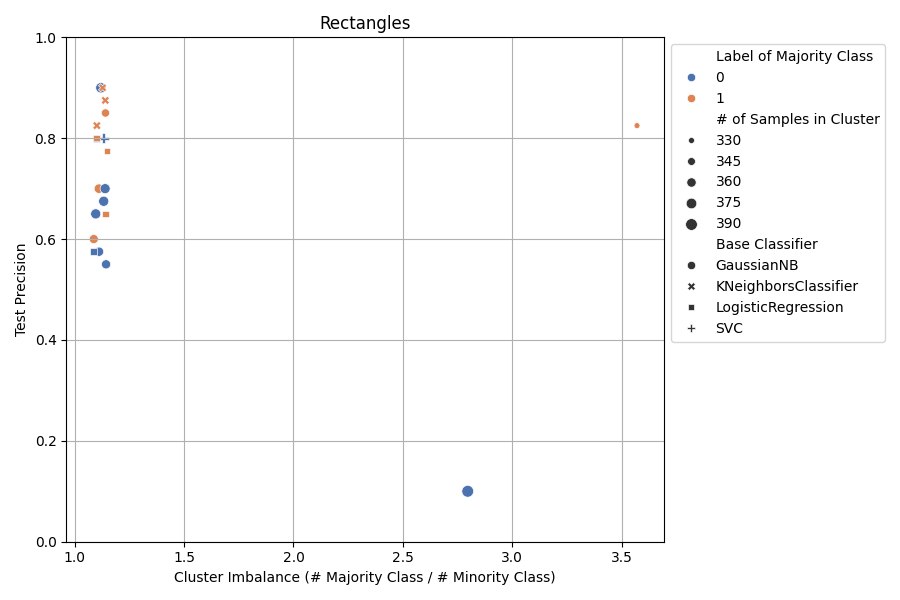 Rectangles
1.0
0.8
0.6
0.4
0.2
0.0
Test Precision
1.0 1.5 2.0 2.5 3.0 3.5
Cluster Imbalance (# Majority Class / # Minority Class)
Label of Majority Class
0
1
# of Samples in Cluster
330
345
360
375
390
Base Classifier
GaussianNB
KNeighborsClassifier
LogisticRegression
SVC